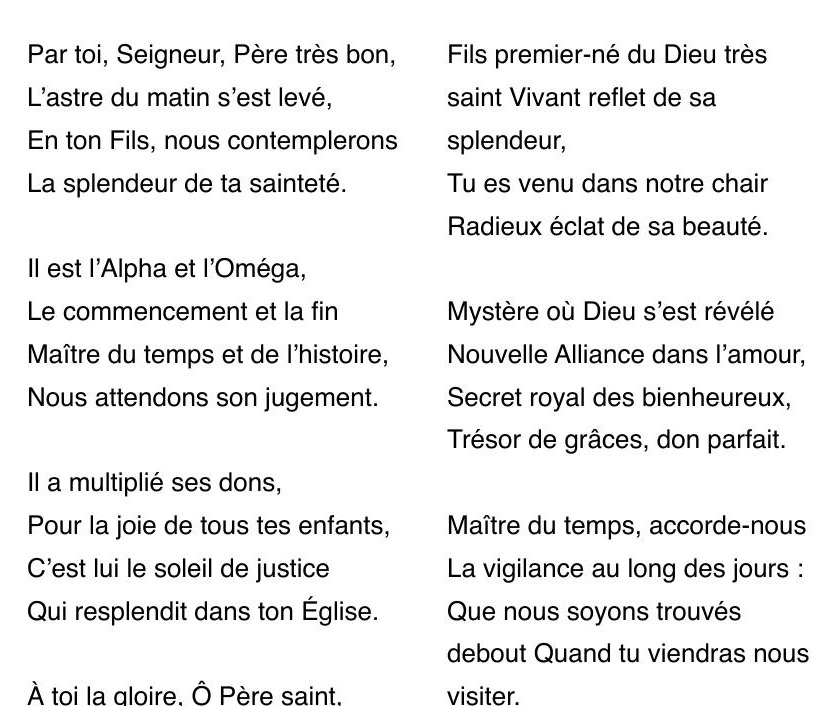 Par toi, Seigneur, Père très bon,
L’astre du matin s’est levé,
En ton Fils, nous contemplerons
La splendeur de ta sainteté.

Il est l’Alpha et l’Oméga,
Le commencement et la fin
Maître du temps et de l’histoire,
Nous attendons son jugement.

Il a multiplié ses dons,
Pour la joie de tous tes enfants,
C’est lui le soleil de justice
Qui resplendit dans ton Église.

À toi la gloire, Ô Père saint,

Fils premier-né du Dieu très
saint Vivant reflet de sa
splendeur,
Tu es venu dans notre chair
Radieux éclat de sa beauté.

Mystère où Dieu s’est révélé
Nouvelle Alliance dans l’amour,
Secret royal des bienheureux,
Trésor de grâces, don parfait.

Maître du temps, accorde-nous
La vigilance au long des jours :
Que nous soyons trouvés
debout Quand tu viendras nous
visiter.